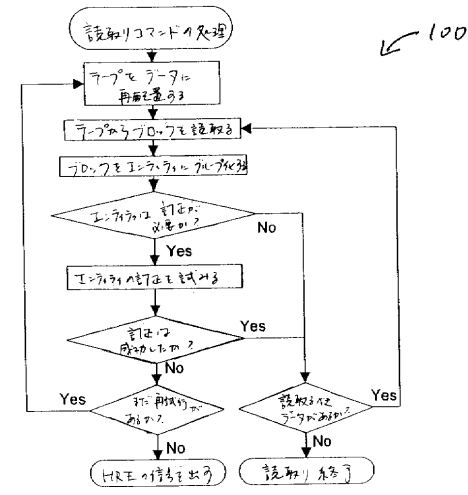 読取りコマンドの処理
100
テープをデータに
再配置する
テープからブロックを読取る
ブロックをエンティティにグループ化する
エンティティは訂正が
必要か?
No
Yes
エンティティの訂正を試みる
訂正は
成功したか?
Yes
No
まだ再試行が
あるか?
Yes
No
読取るべき
データがあるか?
Yes
No
HREの信号を出す
読取り終了